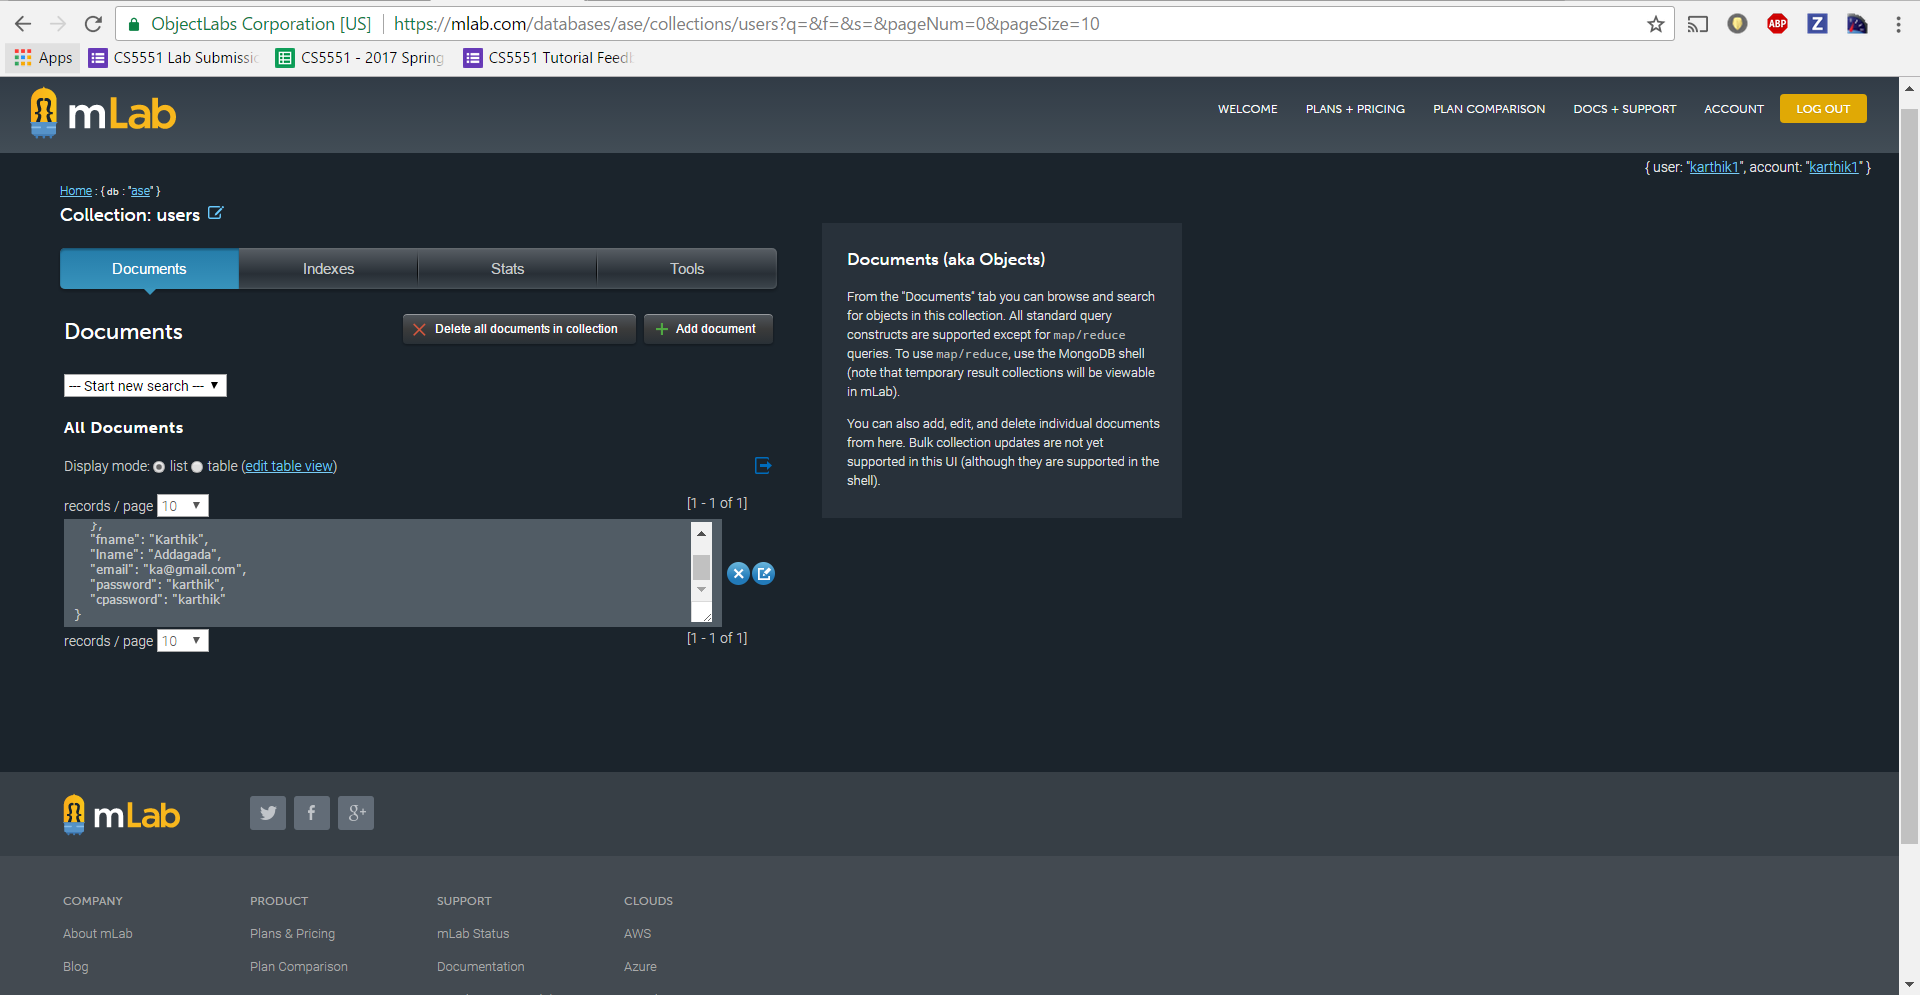 ObjectLabs Corporation [US] https://mlab.com/databases/ase/collections/users?q=&f=&s=&pageNum=0&pageSize=10
ABP
Z
Apps CS5551 Lab Submissic CS5551 - 2017 Spring CS5551 Tutorial Feedb
mLab
WELCOME PLANS + PRICING PLAN COMPARISON DOCS + SUPPORT ACCOUNT LOG OUT
{ user: "karthik1", account: "karthik1" }
Home : { db : "ase" }
Collection: users
Documents Indexes Stats Tools
Documents
Delete all documents in collection
Add document
--- Start new search ---
All Documents
Display mode: list table (edit table view)
records / page 10
[1 - 1 of 1]
},
"fname": "Karthik",
"lname": "Addagada",
"email": "ka@gmail.com",
"password": "karthik",
"cpassword": "karthik"
}
records / page 10
[1 - 1 of 1]
Documents (aka Objects)
From the "Documents" tab you can browse and search
for objects in this collection. All standard query
constructs are supported except for map/reduce
queries. To use map/reduce, use the MongoDB shell
(note that temporary result collections will be viewable
in mLab).
You can also add, edit, and delete individual documents
from here. Bulk collection updates are not yet
supported in this UI (although they are supported in the
shell).
mLab
f
g+
COMPANY PRODUCT SUPPORT CLOUDS
About mLab Plans & Pricing mLab Status AWS
Blog Plan Comparison Documentation Azure